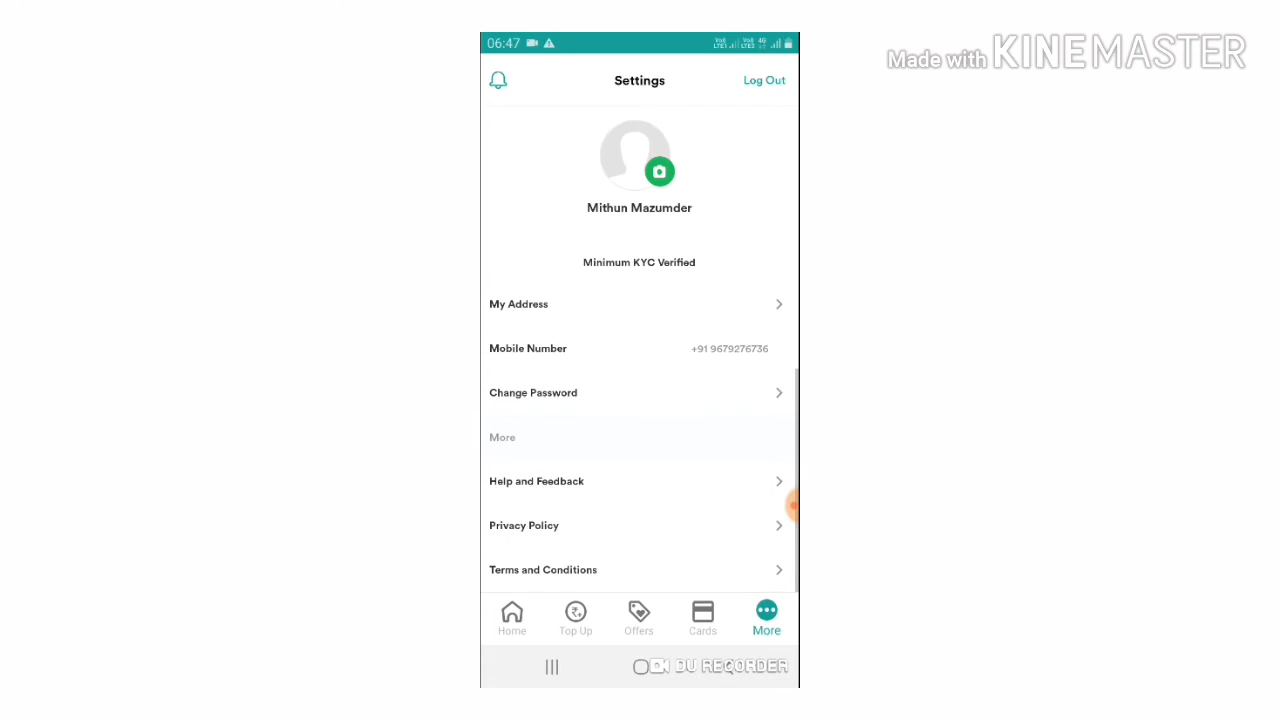 Made with KINEMASTER
06:47
Settings
Log Out
Mithun Mazumder
Minimum KYC Verified
My Address
Mobile Number +91 9679276736
Change Password
More
Help and Feedback
Privacy Policy
Terms and Conditions
Home Top Up Offers Cards More
DU RECORDER